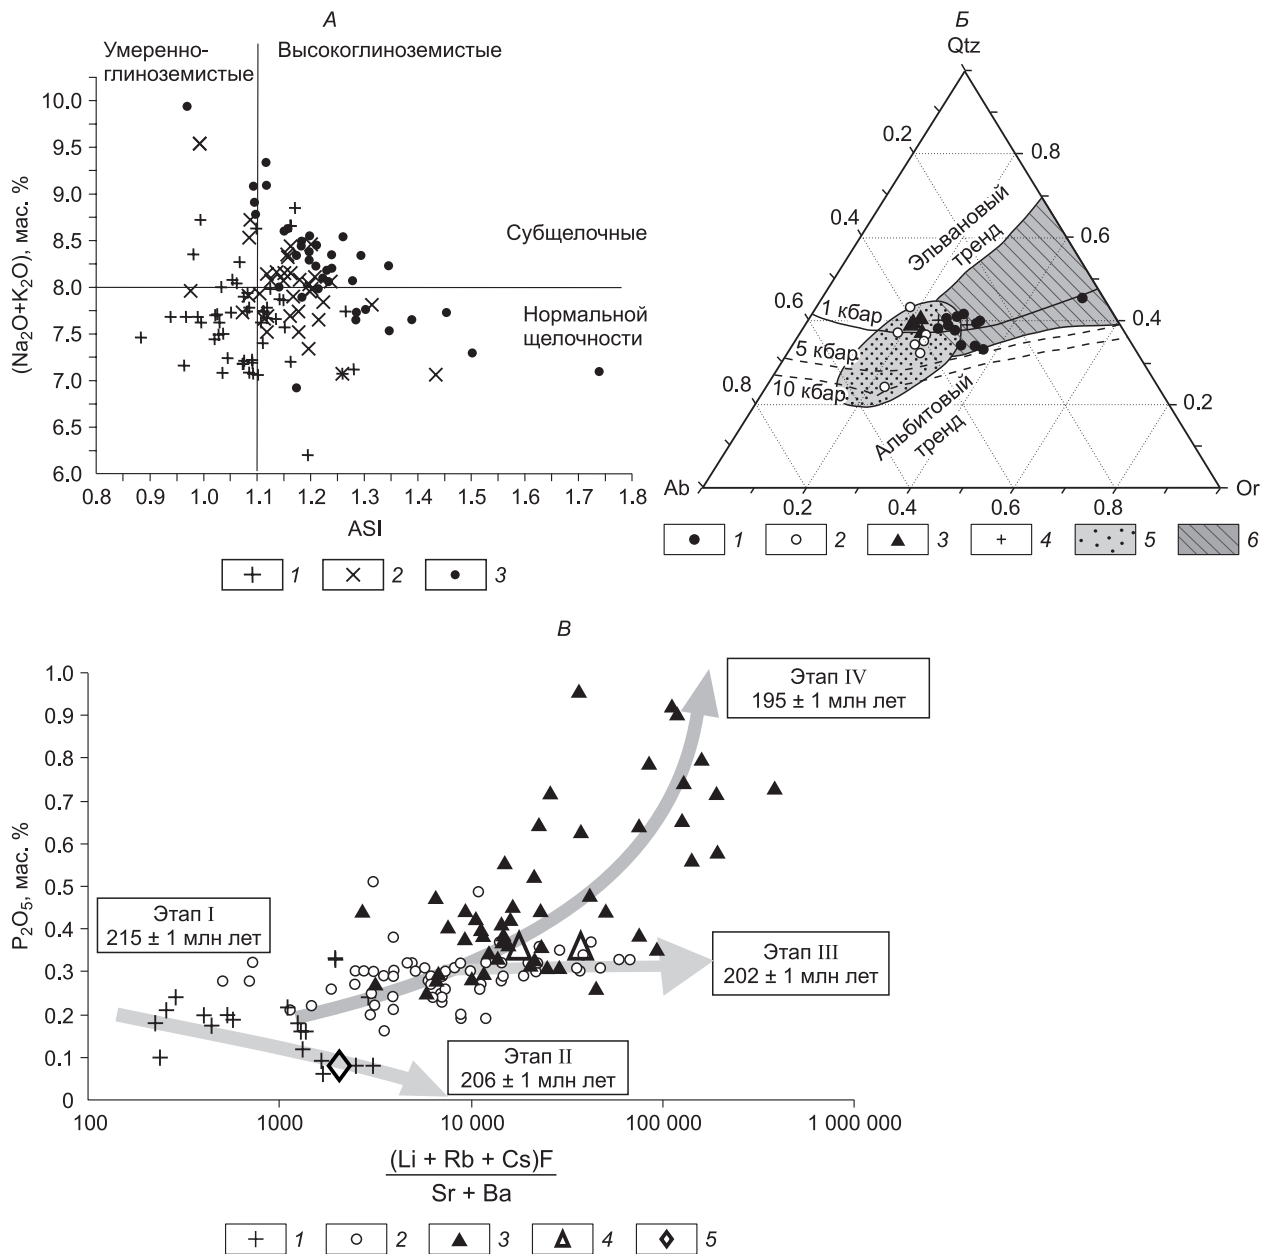 А
Умеренно-
глиноземистые
Высокоглиноземистые
10.0
9.5
9.0
8.5
8.0
7.5
7.0
6.5
6.0
(Na2O+K2O), мас. %
Субщелочные
Нормальной
щелочности
0.8 0.9 1.0 1.1 1.2 1.3 1.4 1.5 1.6 1.7 1.8
ASI
1 2 3
Б
Qtz
0.2
0.8
0.4
0.6
Эльвановый
тренд
0.6
0.4
1 кбар
5 кбар
10 кбар
0.8
0.2
Альбитовый
тренд
Ab
Or
0.2 0.4 0.6 0.8
1 2 3 4 5 6
В
1.0
0.9
0.8
0.7
0.6
0.5
0.4
0.3
0.2
0.1
0
P2O5, мас. %
Этап IV
195 ± 1 млн лет
Этап I
215 ± 1 млн лет
Этап III
202 ± 1 млн лет
Этап II
206 ± 1 млн лет
100 1000 10 000 100 000 1 000 000
(Li + Rb + Cs)F
Sr + Ba
1 2 3 4 5